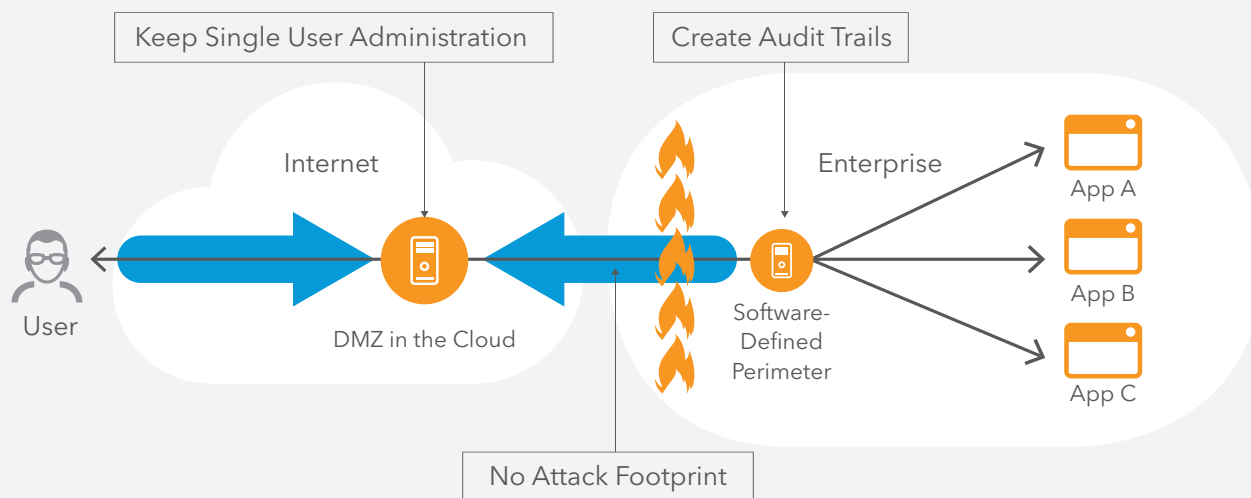 Keep Single User Administration
Create Audit Trails
Internet
Enterprise
App A
User
DMZ in the Cloud
Software-
Defined
Perimeter
App B
App C
No Attack Footprint